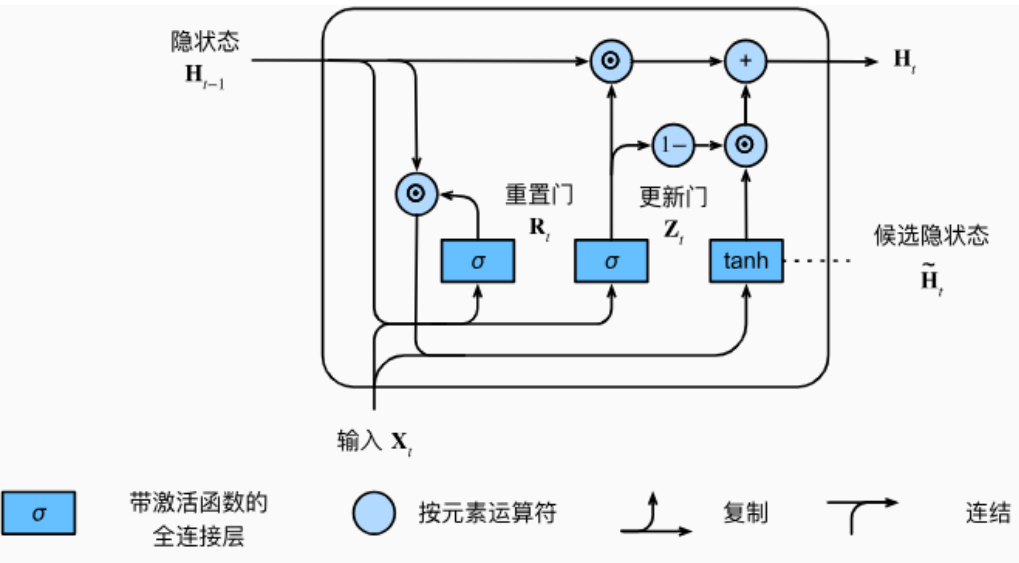 隐状态
H_{t-1}
⊙
+
H_t
1−
⊙
⊙
重置门
R_t
更新门
Z_t
σ
σ
tanh
候选隐状态
H̃_t
输入 X_t
σ
带激活函数的
全连接层
按元素运算符
复制
连结